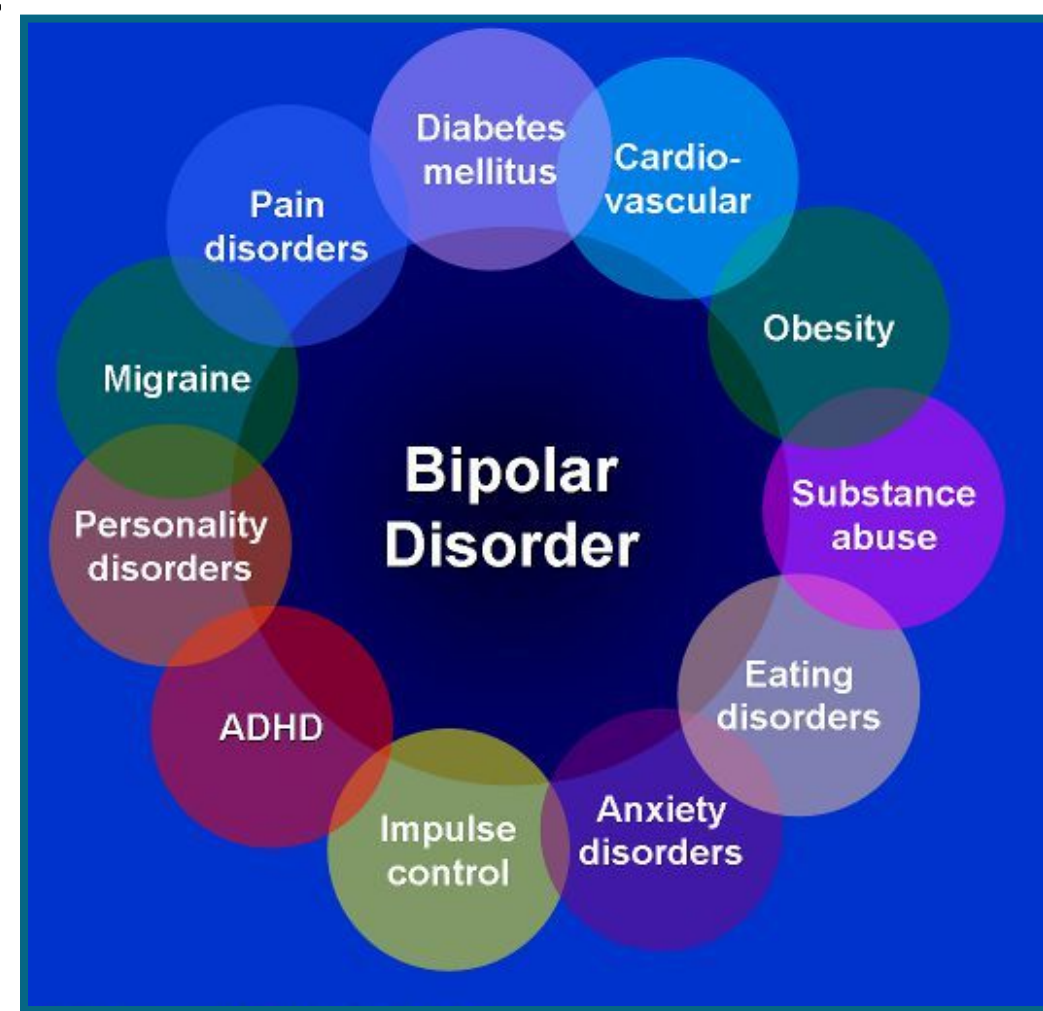 Diabetes
mellitus
Cardio-
vascular
Pain
disorders
Obesity
Migraine
Bipolar
Disorder
Substance
abuse
Personality
disorders
Eating
disorders
ADHD
Anxiety
disorders
Impulse
control